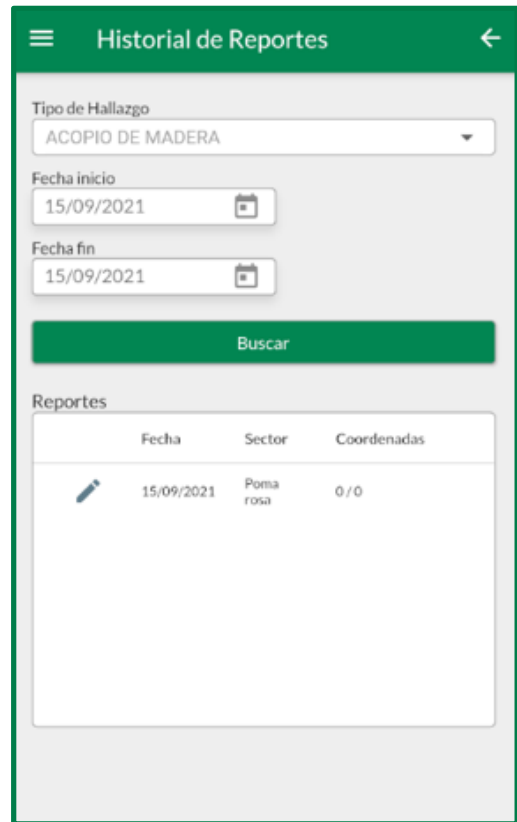 Historial de Reportes
Tipo de Hallazgo
ACOPIO DE MADERA
Fecha inicio
15/09/2021
Fecha fin
15/09/2021
Buscar
Reportes
Fecha Sector Coordenadas
15/09/2021 Poma rosa 0/0